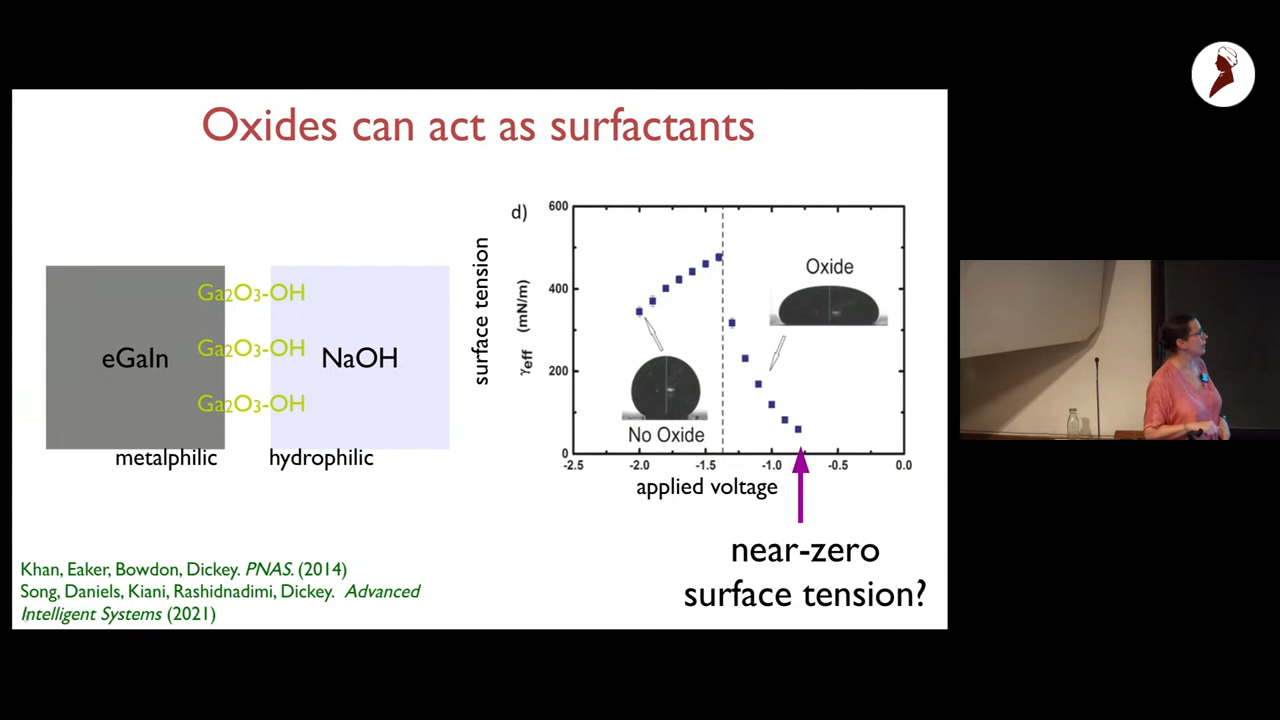 Oxides can act as surfactants
Ga2O3-OH
Ga2O3-OH
Ga2O3-OH
eGaIn
NaOH
metalphilic
hydrophilic
d)
surface tension
γeff (mN/m)
600
400
200
0
-2.5
-2.0
-1.5
-1.0
-0.5
0.0
No Oxide
Oxide
applied voltage
near-zero
surface tension?
Khan, Eaker, Bowdon, Dickey. PNAS. (2014)
Song, Daniels, Kiani, Rashidnadimi, Dickey. Advanced
Intelligent Systems (2021)